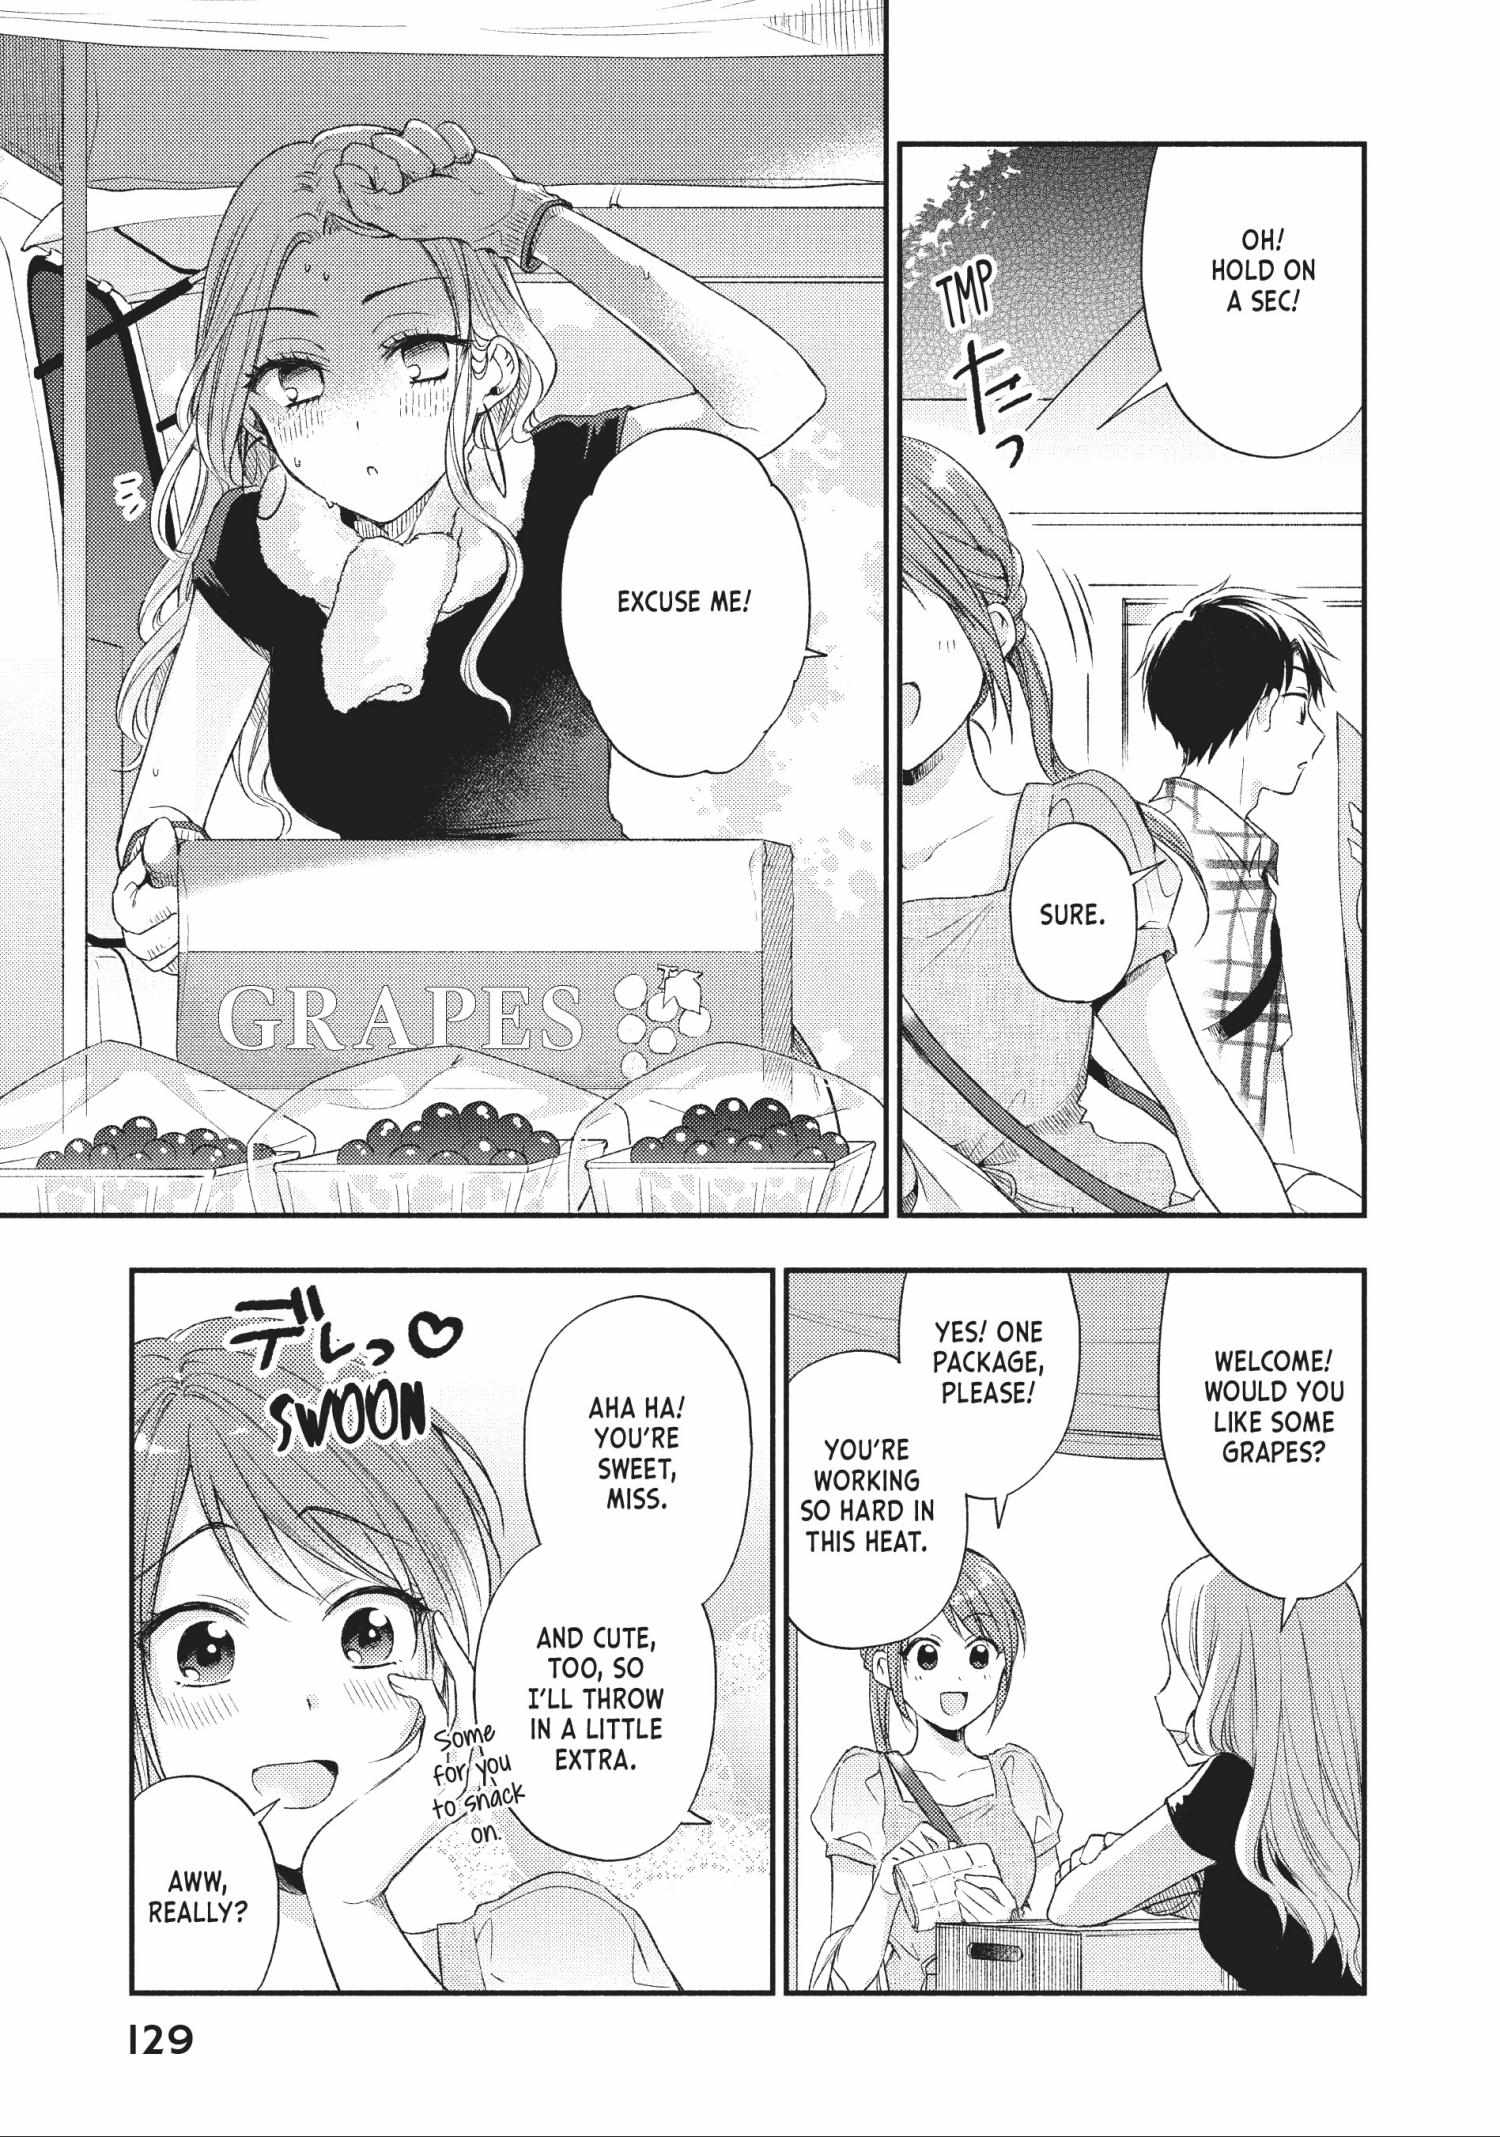 OH!
HOLD ON
A SEC!
TMP
たっ
SURE.
EXCUSE ME!
GRAPES
WELCOME!
WOULD YOU
LIKE SOME
GRAPES?
YES! ONE
PACKAGE,
PLEASE!
YOU'RE
WORKING
SO HARD IN
THIS HEAT.
AHA HA!
YOU'RE
SWEET,
MISS.
AND CUTE,
TOO, SO
I'LL THROW
IN A LITTLE
EXTRA.
Some
for you
to snack
on.
デレっ♡
SWOON
AWW,
REALLY?
129